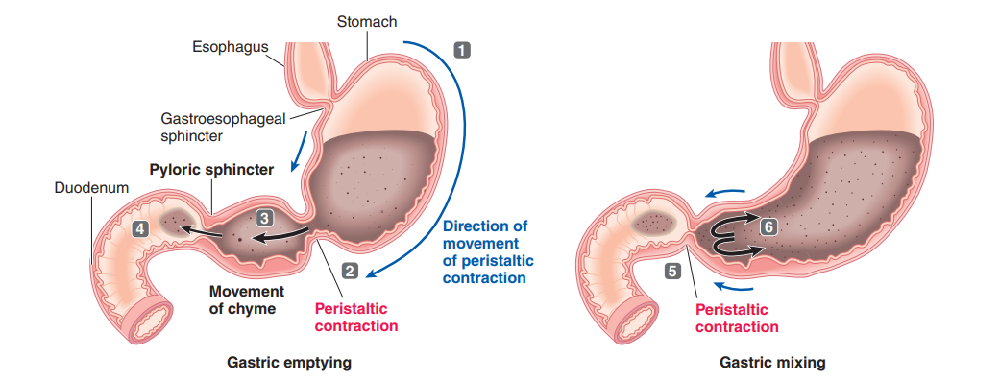 Stomach
Esophagus
1
Gastroesophageal
sphincter
Pyloric sphincter
Duodenum
3
4
Direction of
movement
of peristaltic
contraction
2
Movement
of chyme
Peristaltic
contraction
Gastric emptying
6
5
Peristaltic
contraction
Gastric mixing